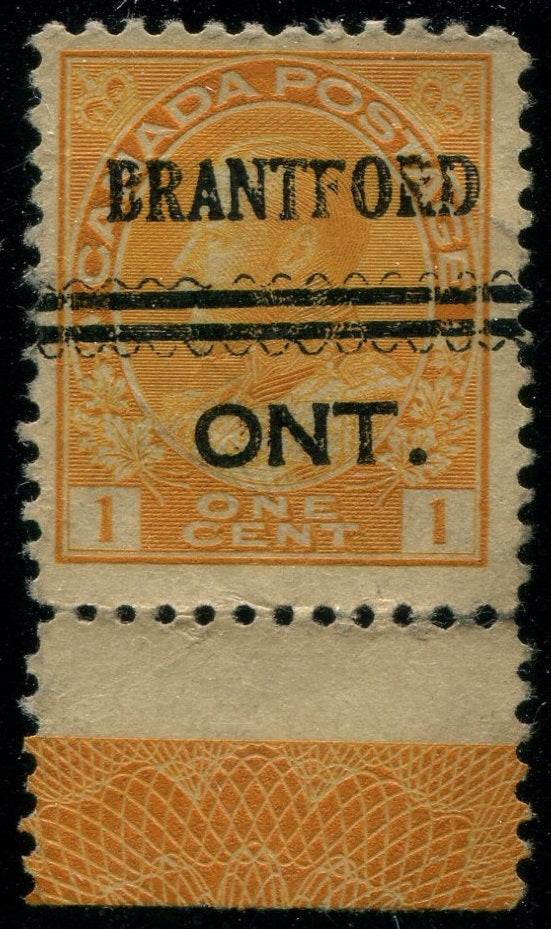 CANADA POSTAGE
BRANTFORD
ONT.
1 ONE 1
CENT